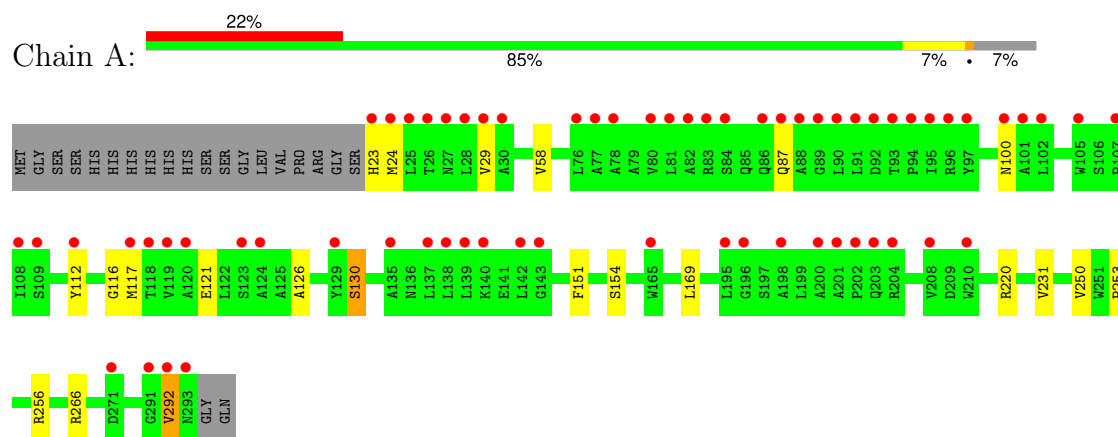 22%
Chain A:
85% 7% • 7%
MET GLY SER SER HIS HIS HIS HIS HIS HIS SER SER GLY LEU VAL PRO ARG GLY SER H23 M24 L25 T26 N27 L28 V29 A30 V58 L76 A77 A78 A79 V80 L81 A82 R83 S84 Q85 Q86 Q87 A88 G89 L90 L91 D92 T93 P94 I95 R96 Y97 N100 A101 L102 W105 S106
I108 S109 Y112 G116 M117 T118 V119 A120 E121 L122 S123 A124 A125 A126 Y129 S130 A135 N136 L137 L138 L139 K140 E141 L142 G143 F151 S154 W165 L169 L195 G196 S197 A198 L199 A200 A201 P202 Q203 R204 V208 D209 W210 R220 V231 V250 W251
R256 R266 D271 G291 V292 N293 GLY GLN